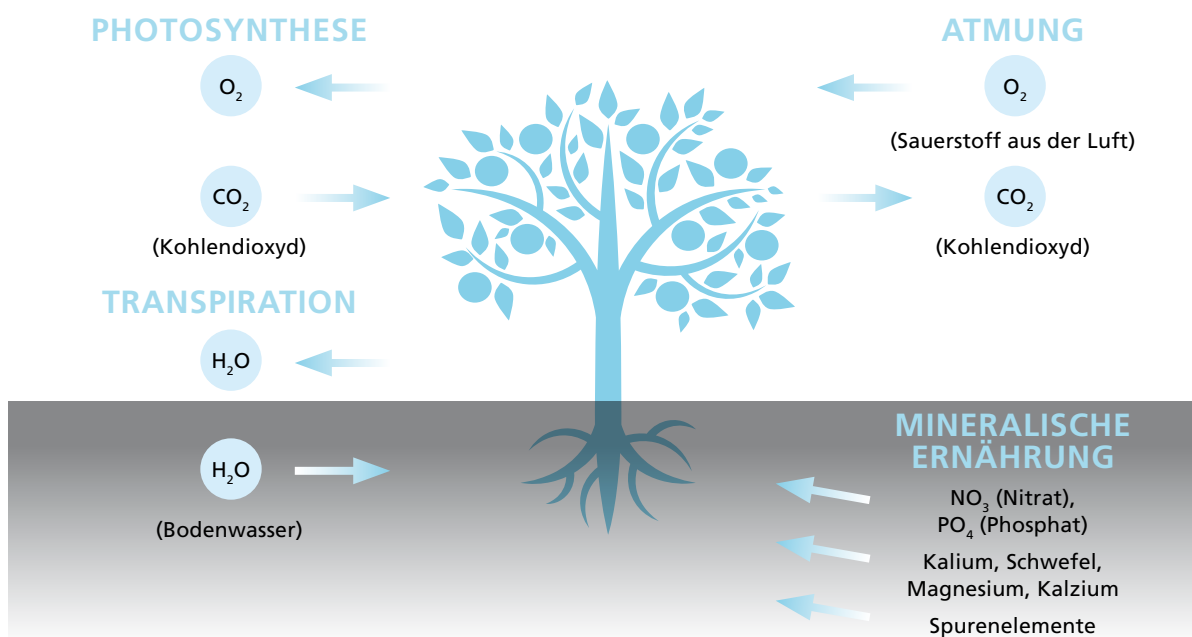 PHOTOSYNTHESE
O₂
CO₂
(Kohlendioxyd)
TRANSPIRATION
H₂O
H₂O
(Bodenwasser)
ATMUNG
O₂
(Sauerstoff aus der Luft)
CO₂
(Kohlendioxyd)
MINERALISCHE
ERNÄHRUNG
NO₃ (Nitrat),
PO₄ (Phosphat)
Kalium, Schwefel,
Magnesium, Kalzium
Spurenelemente